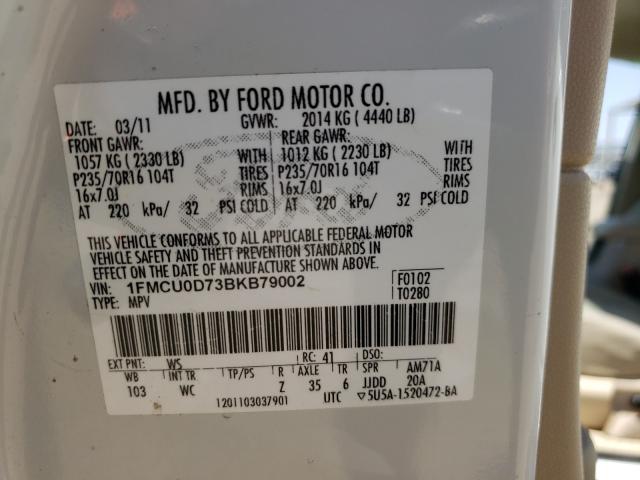 MFD. BY FORD MOTOR CO.
DATE: 03/11 GVWR: 2014 KG ( 4440 LB)
FRONT GAWR: REAR GAWR:
1057 KG ( 2330 LB) WITH 1012 KG ( 2230 LB) WITH
P235/70R16 104T TIRES P235/70R16 104T TIRES
16x7.0J RIMS 16x7.0J RIMS
AT 220 kPa/ 32 PSI COLD AT 220 kPa/ 32 PSI COLD
THIS VEHICLE CONFORMS TO ALL APPLICABLE FEDERAL MOTOR
VEHICLE SAFETY AND THEFT PREVENTION STANDARDS IN
EFFECT ON THE DATE OF MANUFACTURE SHOWN ABOVE.
VIN: 1FMCU0D73BKB79002 F0102
TYPE: MPV T0280
EXT PNT: WS RC: 41 DSO:
WB INT TR TP/PS R AXLE TR SPR AM71A
103 WC Z 35 6 JJDD 20A
1201103037901 UTC ▽5U5A-1520472-BA